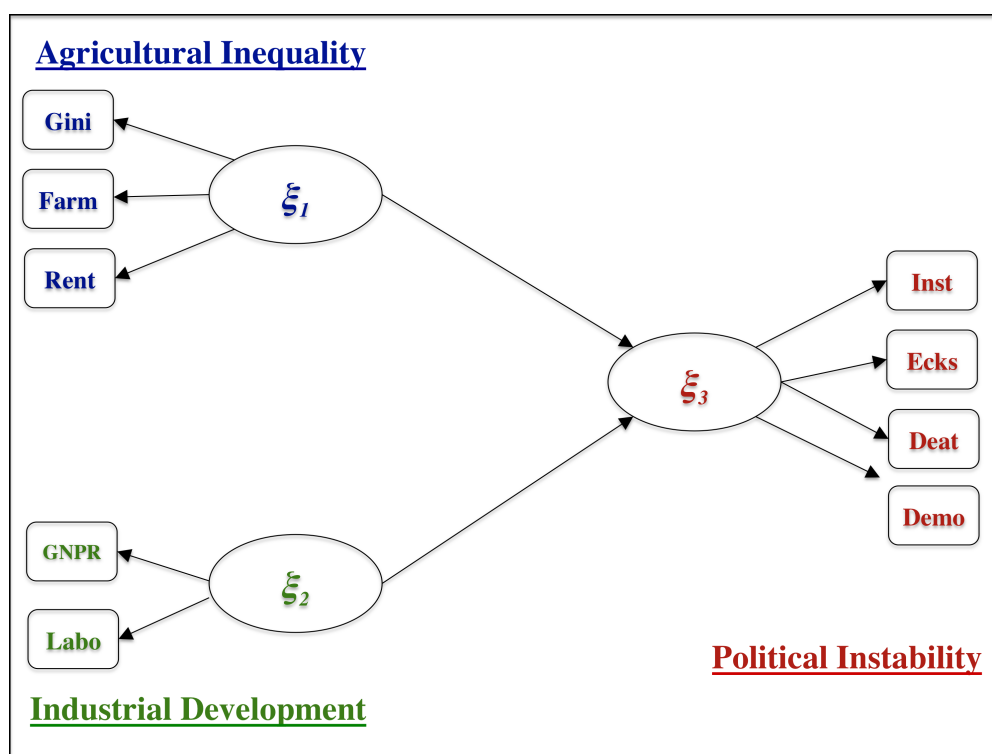 Agricultural Inequality
Gini
Farm
Rent
ξ1
Inst
Ecks
Deat
Demo
ξ3
GNPR
Labo
ξ2
Political Instability
Industrial Development